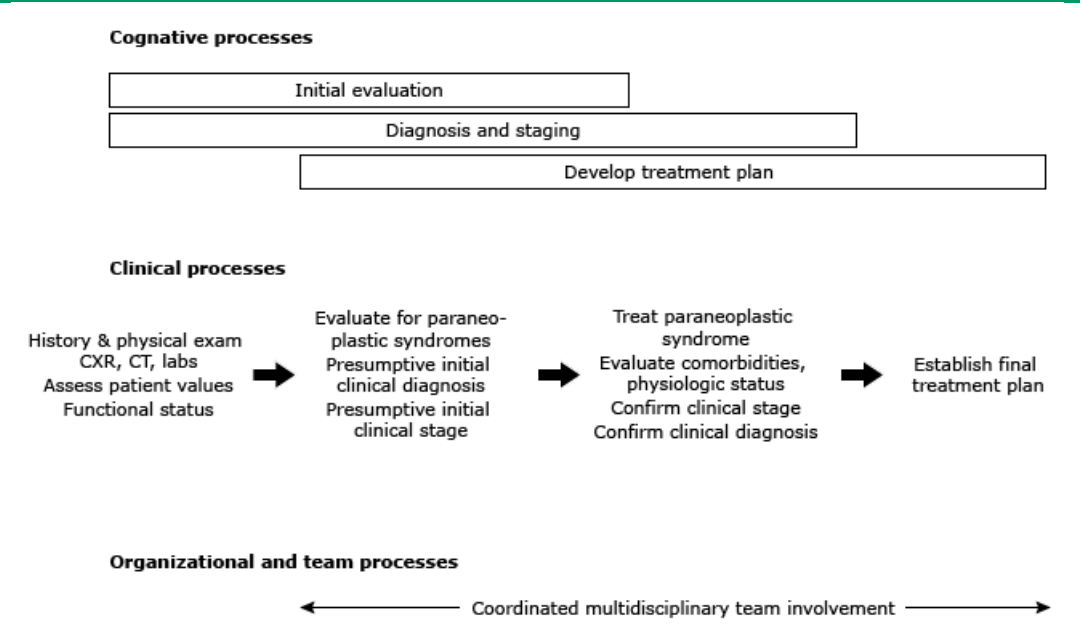 Cognative processes
Initial evaluation
Diagnosis and staging
Develop treatment plan
Clinical processes
History & physical exam
CXR, CT, labs
Assess patient values
Functional status
Evaluate for paraneo-
plastic syndromes
Presumptive initial
clinical diagnosis
Presumptive initial
clinical stage
Treat paraneoplastic
syndrome
Evaluate comorbidities,
physiologic status
Confirm clinical stage
Confirm clinical diagnosis
Establish final
treatment plan
Organizational and team processes
Coordinated multidisciplinary team involvement